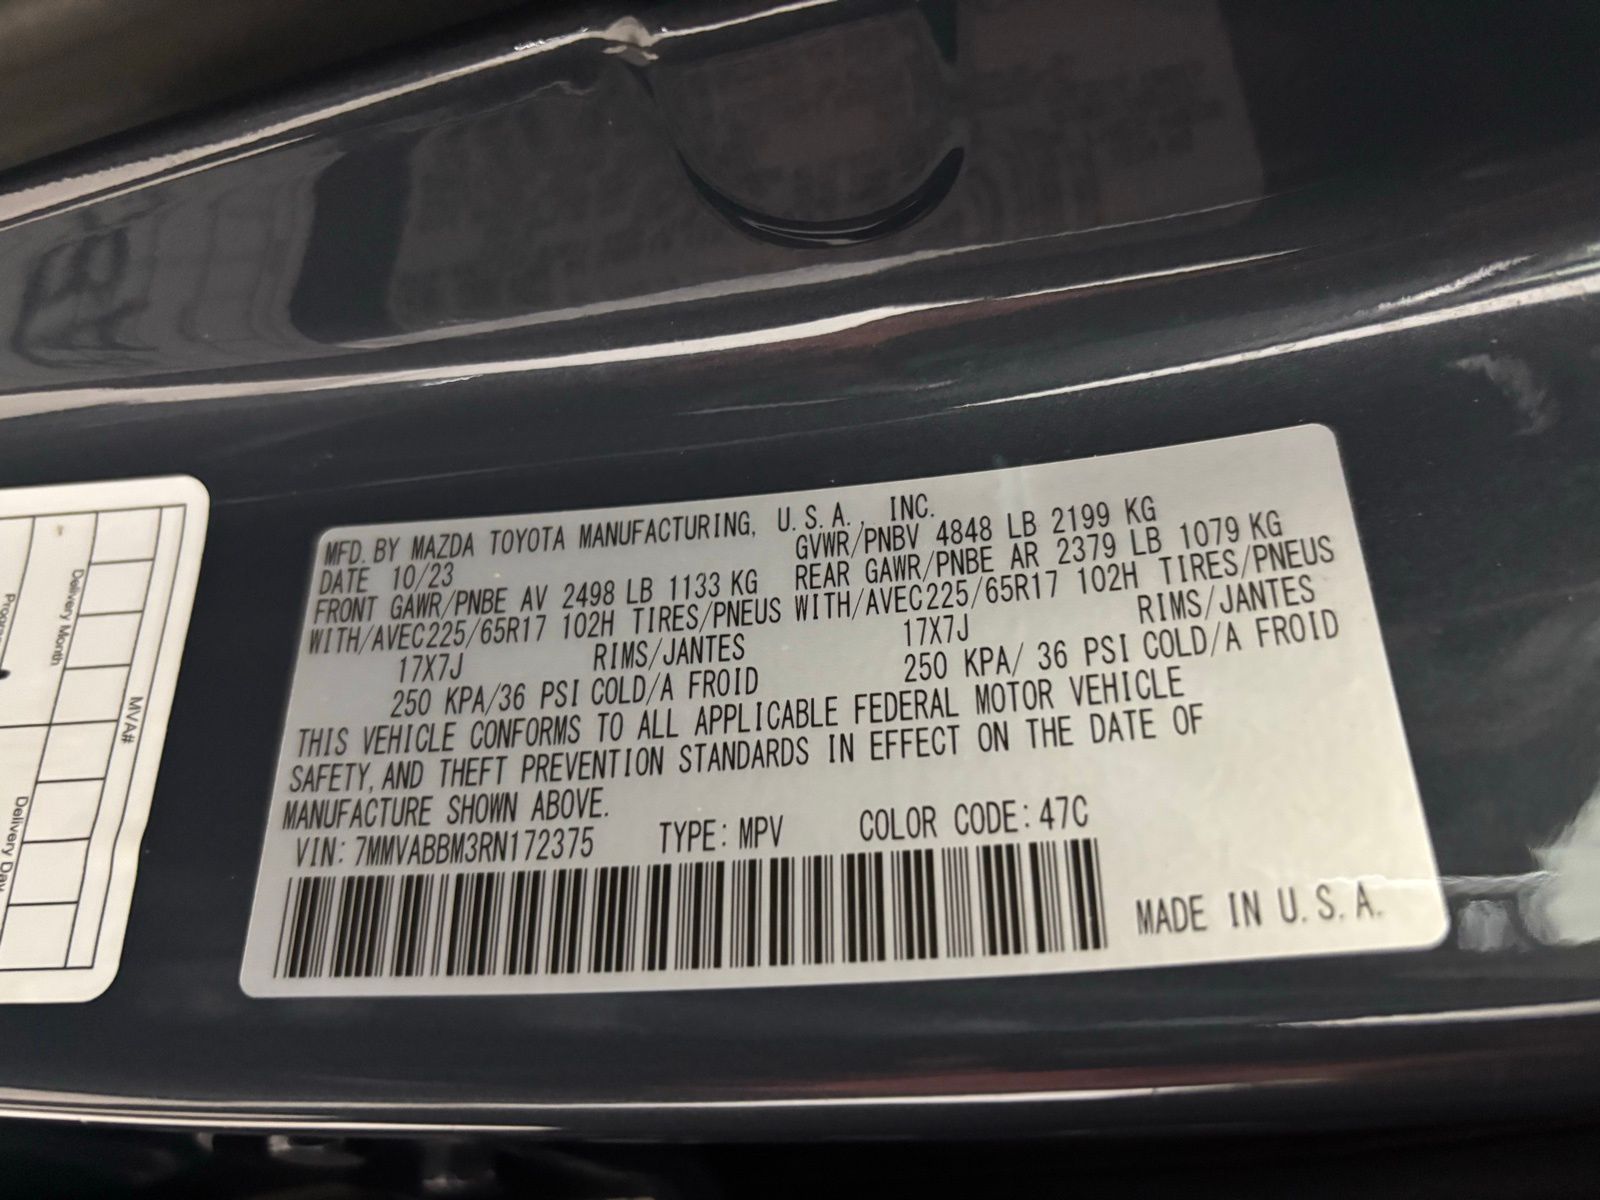 MFD. BY MAZDA TOYOTA MANUFACTURING, U.S.A., INC.
DATE 10/23 GVWR/PNBV 4848 LB 2199 KG
FRONT GAWR/PNBE AV 2498 LB 1133 KG REAR GAWR/PNBE AR 2379 LB 1079 KG
WITH/AVEC225/65R17 102H TIRES/PNEUS WITH/AVEC225/65R17 102H TIRES/PNEUS
17X7J RIMS/JANTES 17X7J RIMS/JANTES
250 KPA/36 PSI COLD/A FROID 250 KPA/ 36 PSI COLD/A FROID
THIS VEHICLE CONFORMS TO ALL APPLICABLE FEDERAL MOTOR VEHICLE
SAFETY, AND THEFT PREVENTION STANDARDS IN EFFECT ON THE DATE OF
MANUFACTURE SHOWN ABOVE.
VIN: 7MMVABBM3RN172375 TYPE: MPV COLOR CODE: 47C
MADE IN U.S.A.
MVA#
Delivery Month
Delivery Day